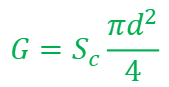 G = S_c πd²/4